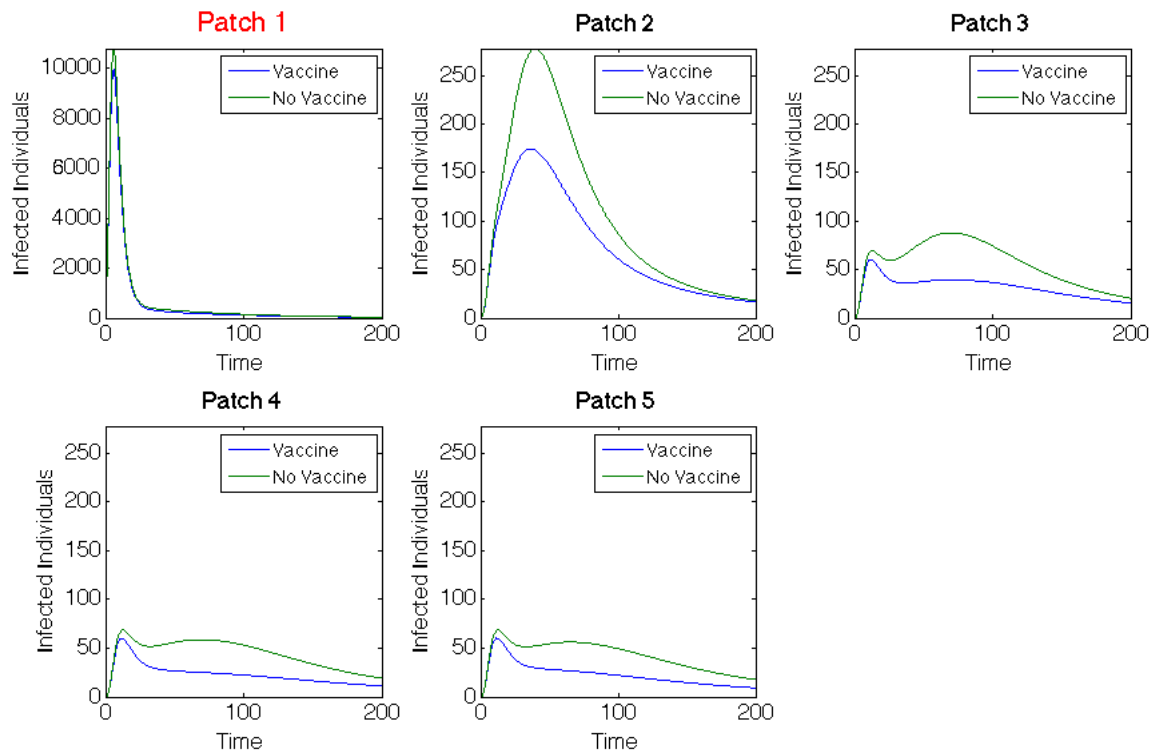 Patch 1
Infected Individuals
10000
8000
6000
4000
2000
0
Vaccine
No Vaccine
0
100
200
Time
Patch 2
Infected Individuals
250
200
150
100
50
0
Vaccine
No Vaccine
0
100
200
Time
Patch 3
Infected Individuals
250
200
150
100
50
0
Vaccine
No Vaccine
0
100
200
Time
Patch 4
Infected Individuals
250
200
150
100
50
0
Vaccine
No Vaccine
0
100
200
Time
Patch 5
Infected Individuals
250
200
150
100
50
0
Vaccine
No Vaccine
0
100
200
Time